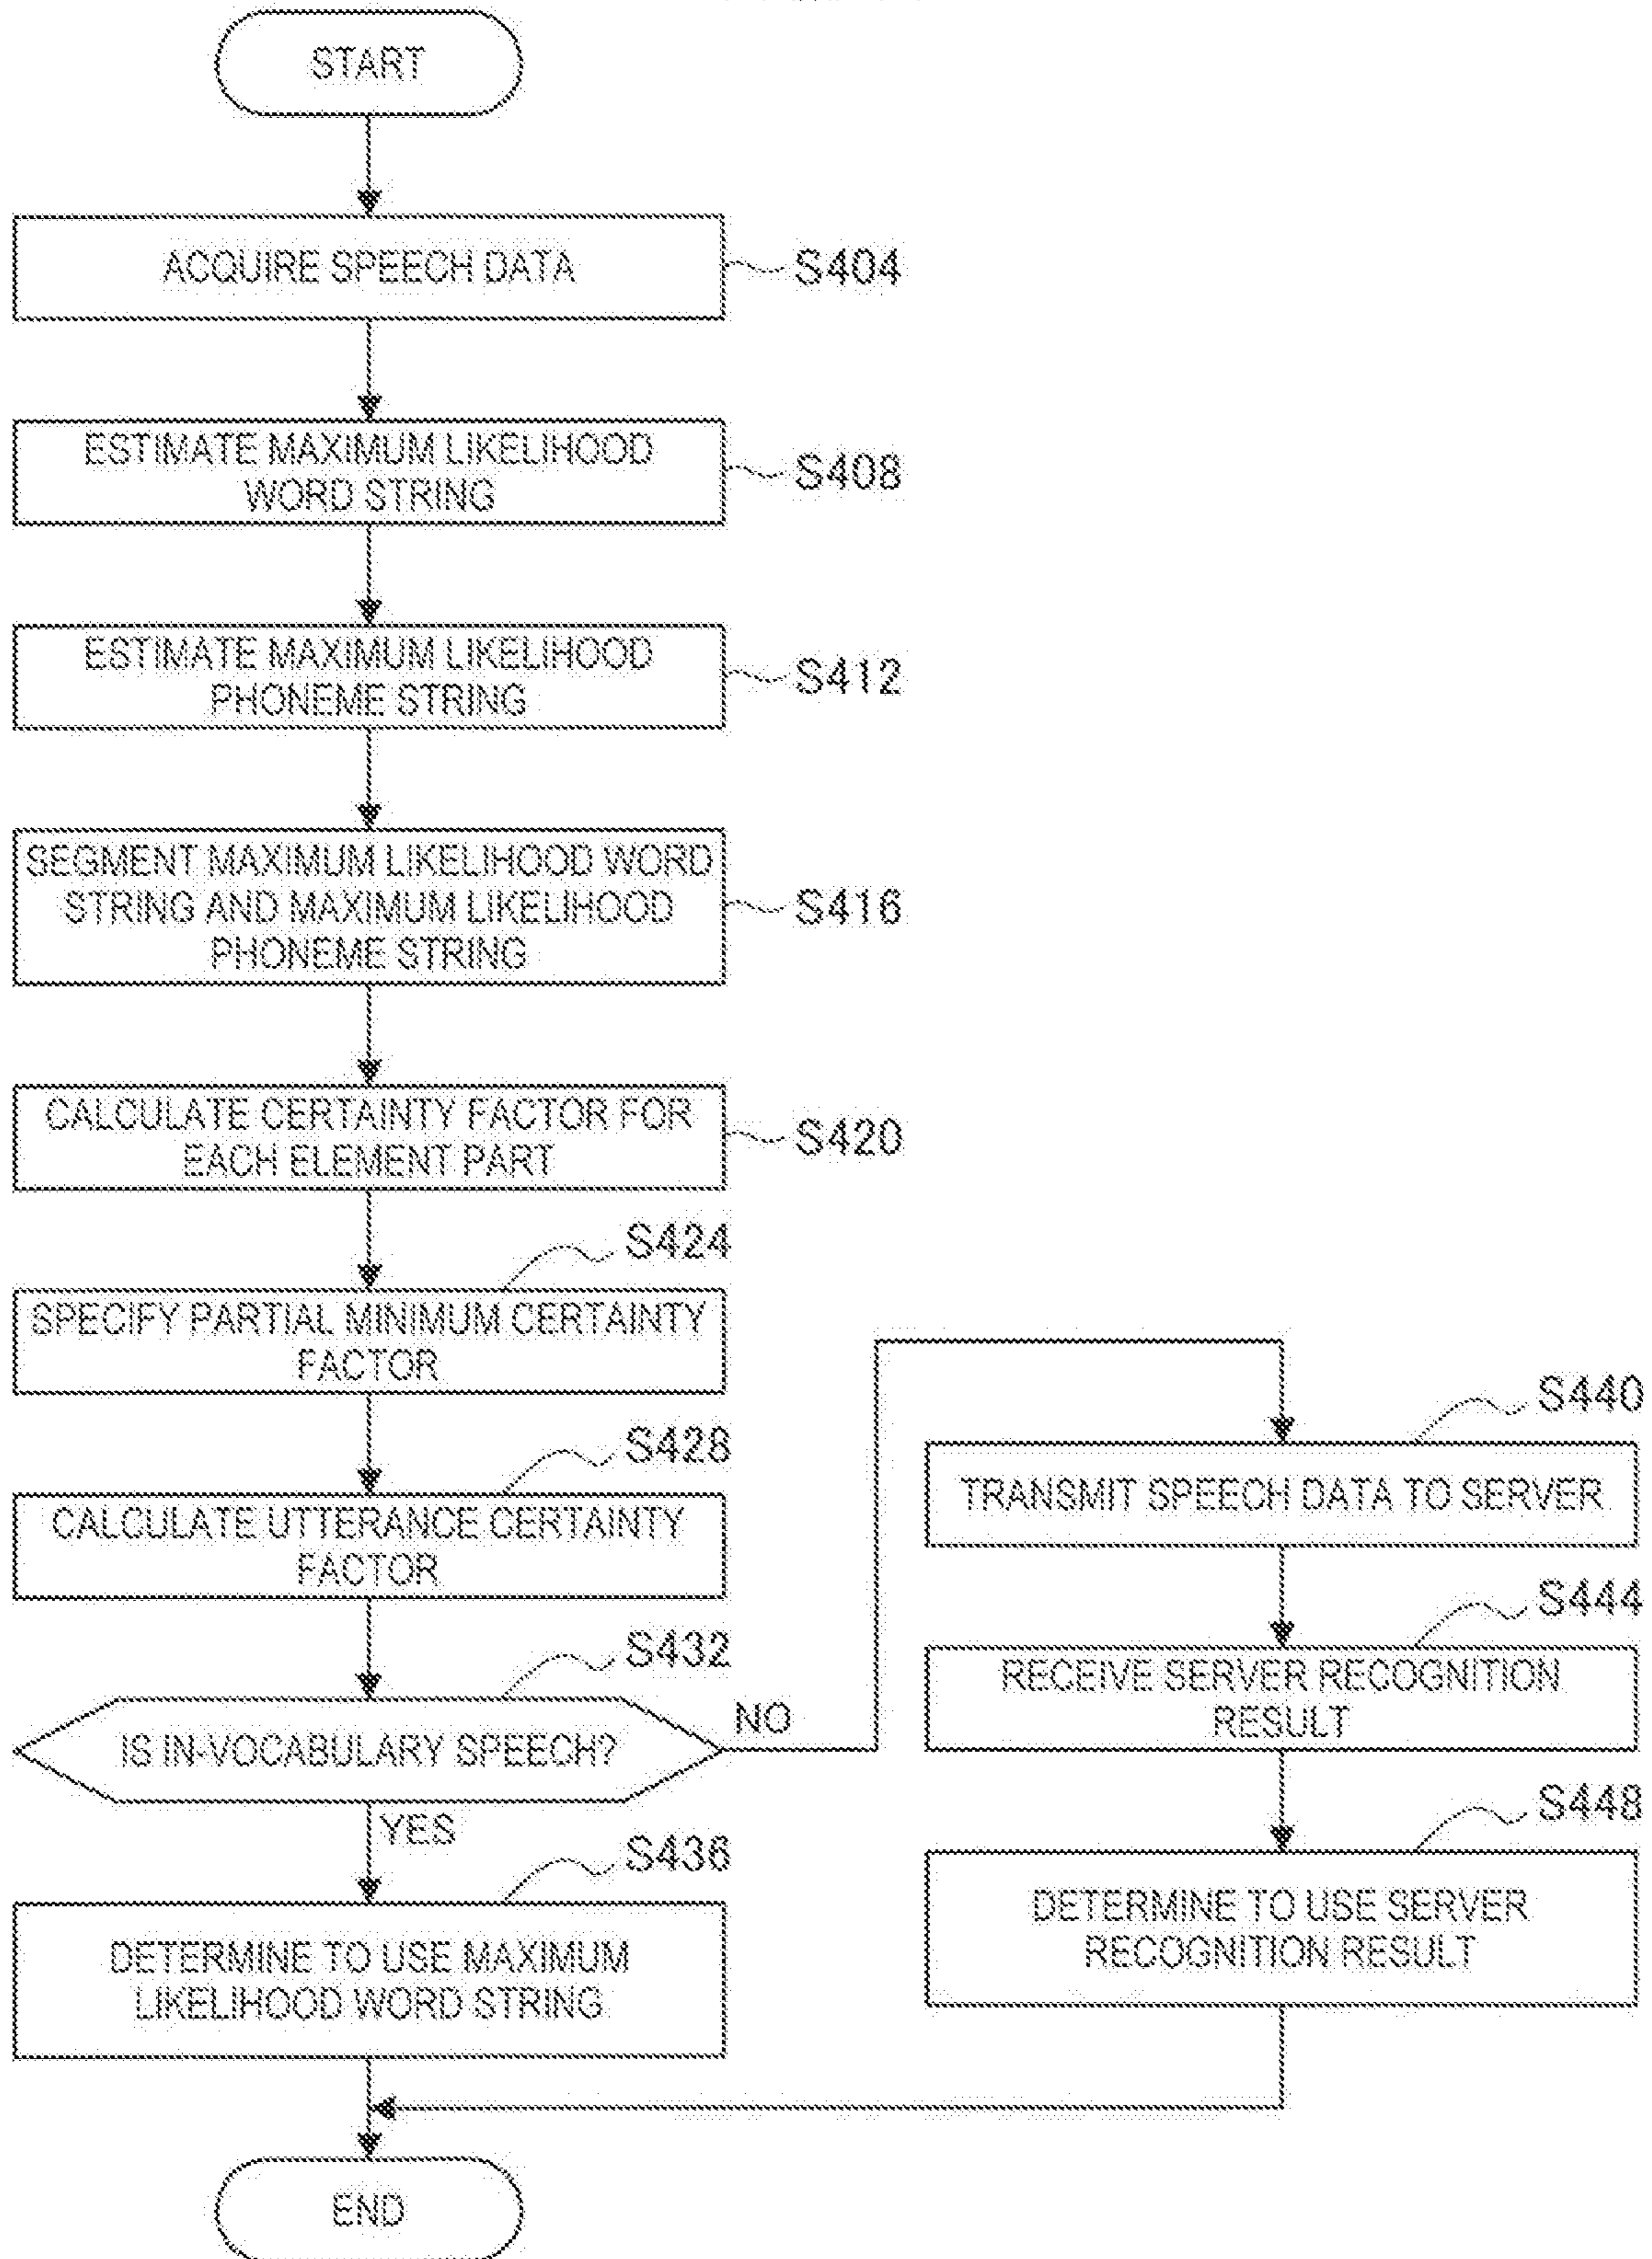 START
ACQUIRE SPEECH DATA
S404
ESTIMATE MAXIMUM LIKELIHOOD
WORD STRING
S408
ESTIMATE MAXIMUM LIKELIHOOD
PHONEME STRING
S412
SEGMENT MAXIMUM LIKELIHOOD WORD
STRING AND MAXIMUM LIKELIHOOD
PHONEME STRING
S416
CALCULATE CERTAINTY FACTOR FOR
EACH ELEMENT PART
S420
S424
SPECIFY PARTIAL MINIMUM CERTAINTY
FACTOR
S428
CALCULATE UTTERANCE CERTAINTY
FACTOR
S432
IS IN-VOCABULARY SPEECH?
NO
YES
S436
DETERMINE TO USE MAXIMUM
LIKELIHOOD WORD STRING
S440
TRANSMIT SPEECH DATA TO SERVER
S444
RECEIVE SERVER RECOGNITION
RESULT
S448
DETERMINE TO USE SERVER
RECOGNITION RESULT
END